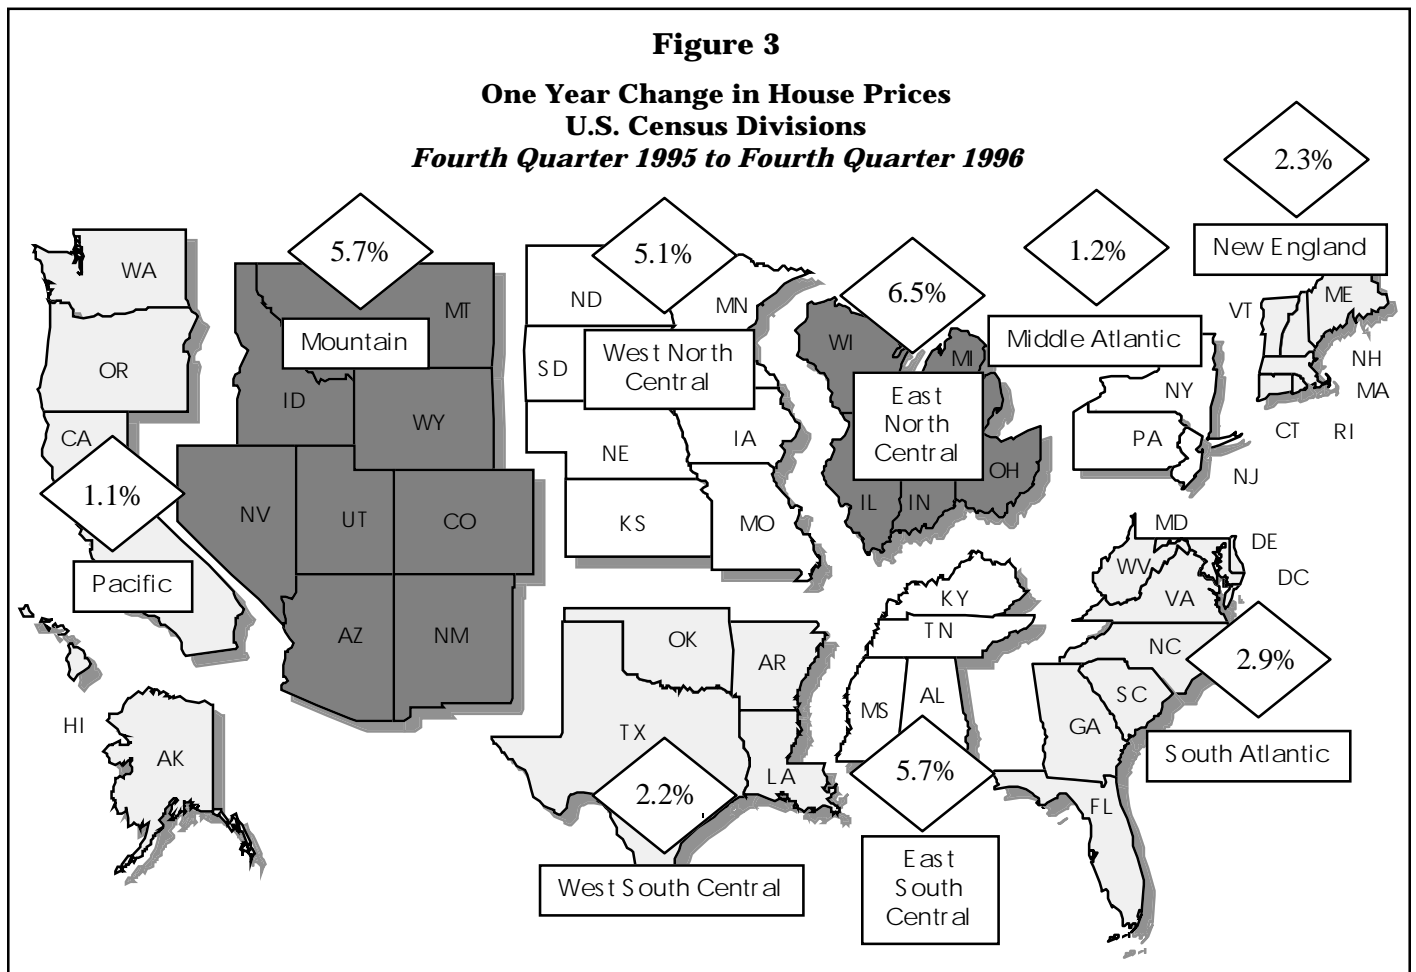 Figure 3
One Year Change in House Prices
U.S. Census Divisions
Fourth Quarter 1995 to Fourth Quarter 1996
2.3%
New England
5.7%
Mountain
5.1%
West North
Central
6.5%
East
North
Central
1.2%
Middle Atlantic
WA
OR
CA
1.1%
Pacific
HI
AK
MT
ID
WY
NV
UT
CO
AZ
NM
ND
MN
SD
NE
IA
KS
MO
WI
MI
IL
IN
OH
NY
PA
NJ
VT
ME
NH
MA
CT
RI
OK
AR
TX
LA
2.2%
West South Central
KY
TN
MS
AL
5.7%
East
South
Central
MD
DE
DC
WV
VA
NC
SC
GA
FL
2.9%
South Atlantic